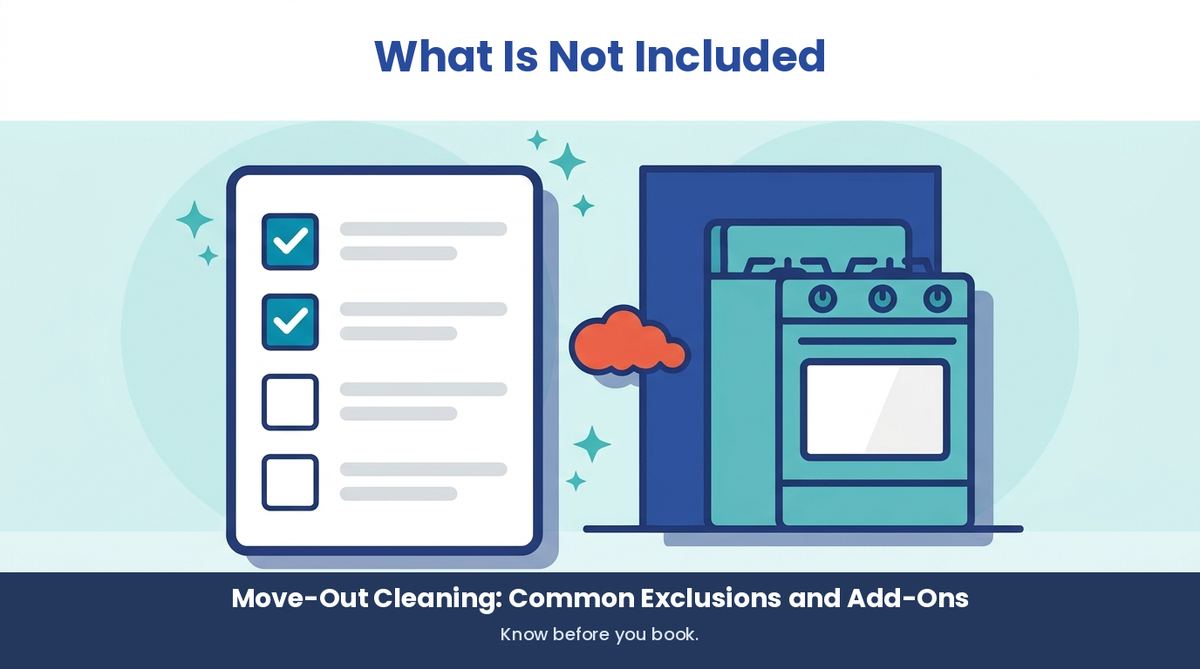 What Is Not Included
Move-Out Cleaning: Common Exclusions and Add-Ons
Know before you book.